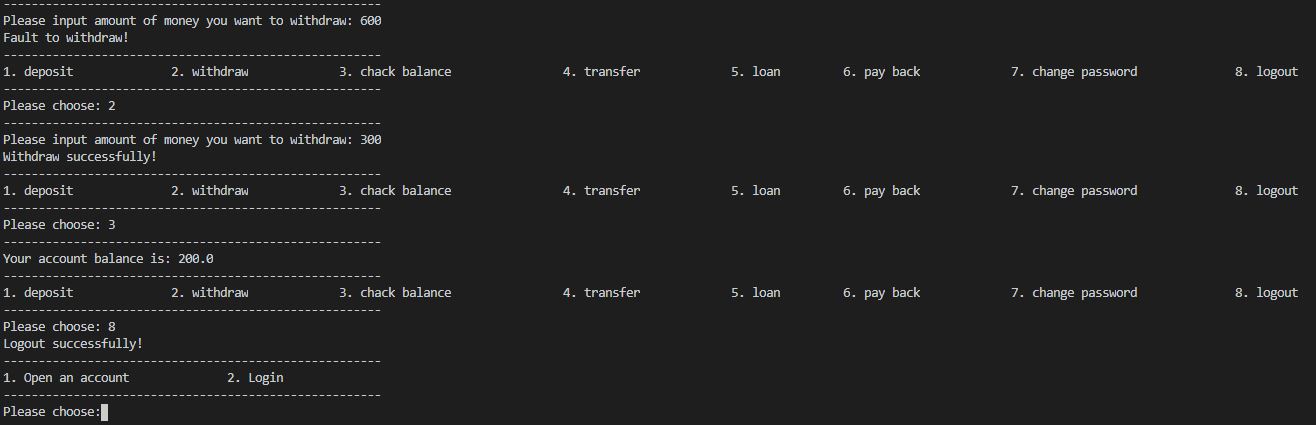 ------------------------------------------------------
Please input amount of money you want to withdraw: 600
Fault to withdraw!
------------------------------------------------------
1. deposit              2. withdraw             3. chack balance                4. transfer             5. loan         6. pay back             7. change password              8. logout
------------------------------------------------------
Please choose: 2
------------------------------------------------------
Please input amount of money you want to withdraw: 300
Withdraw successfully!
------------------------------------------------------
1. deposit              2. withdraw             3. chack balance                4. transfer             5. loan         6. pay back             7. change password              8. logout
------------------------------------------------------
Please choose: 3
------------------------------------------------------
Your account balance is: 200.0
------------------------------------------------------
1. deposit              2. withdraw             3. chack balance                4. transfer             5. loan         6. pay back             7. change password              8. logout
------------------------------------------------------
Please choose: 8
Logout successfully!
------------------------------------------------------
1. Open an account              2. Login
------------------------------------------------------
Please choose: